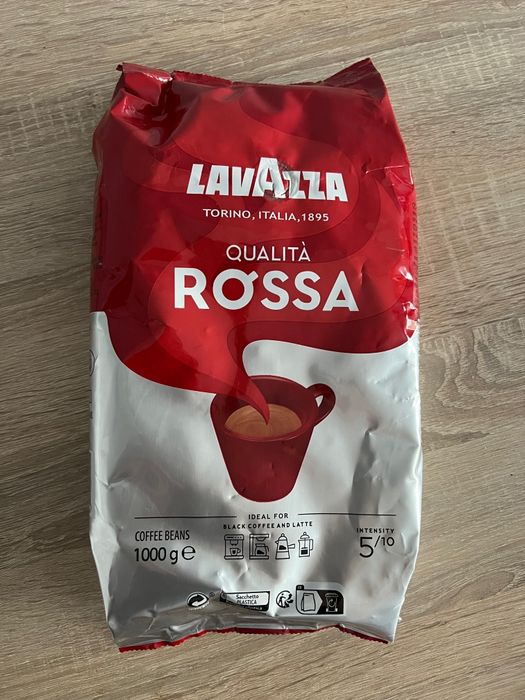 LAVAZZA
TORINO, ITALIA, 1895
QUALITÀ
ROSSA
IDEAL FOR
BLACK COFFEE AND LATTE
COFFEE BEANS
1000 g e
INTENSITY
5/10
Sacchetto
PLASTICA